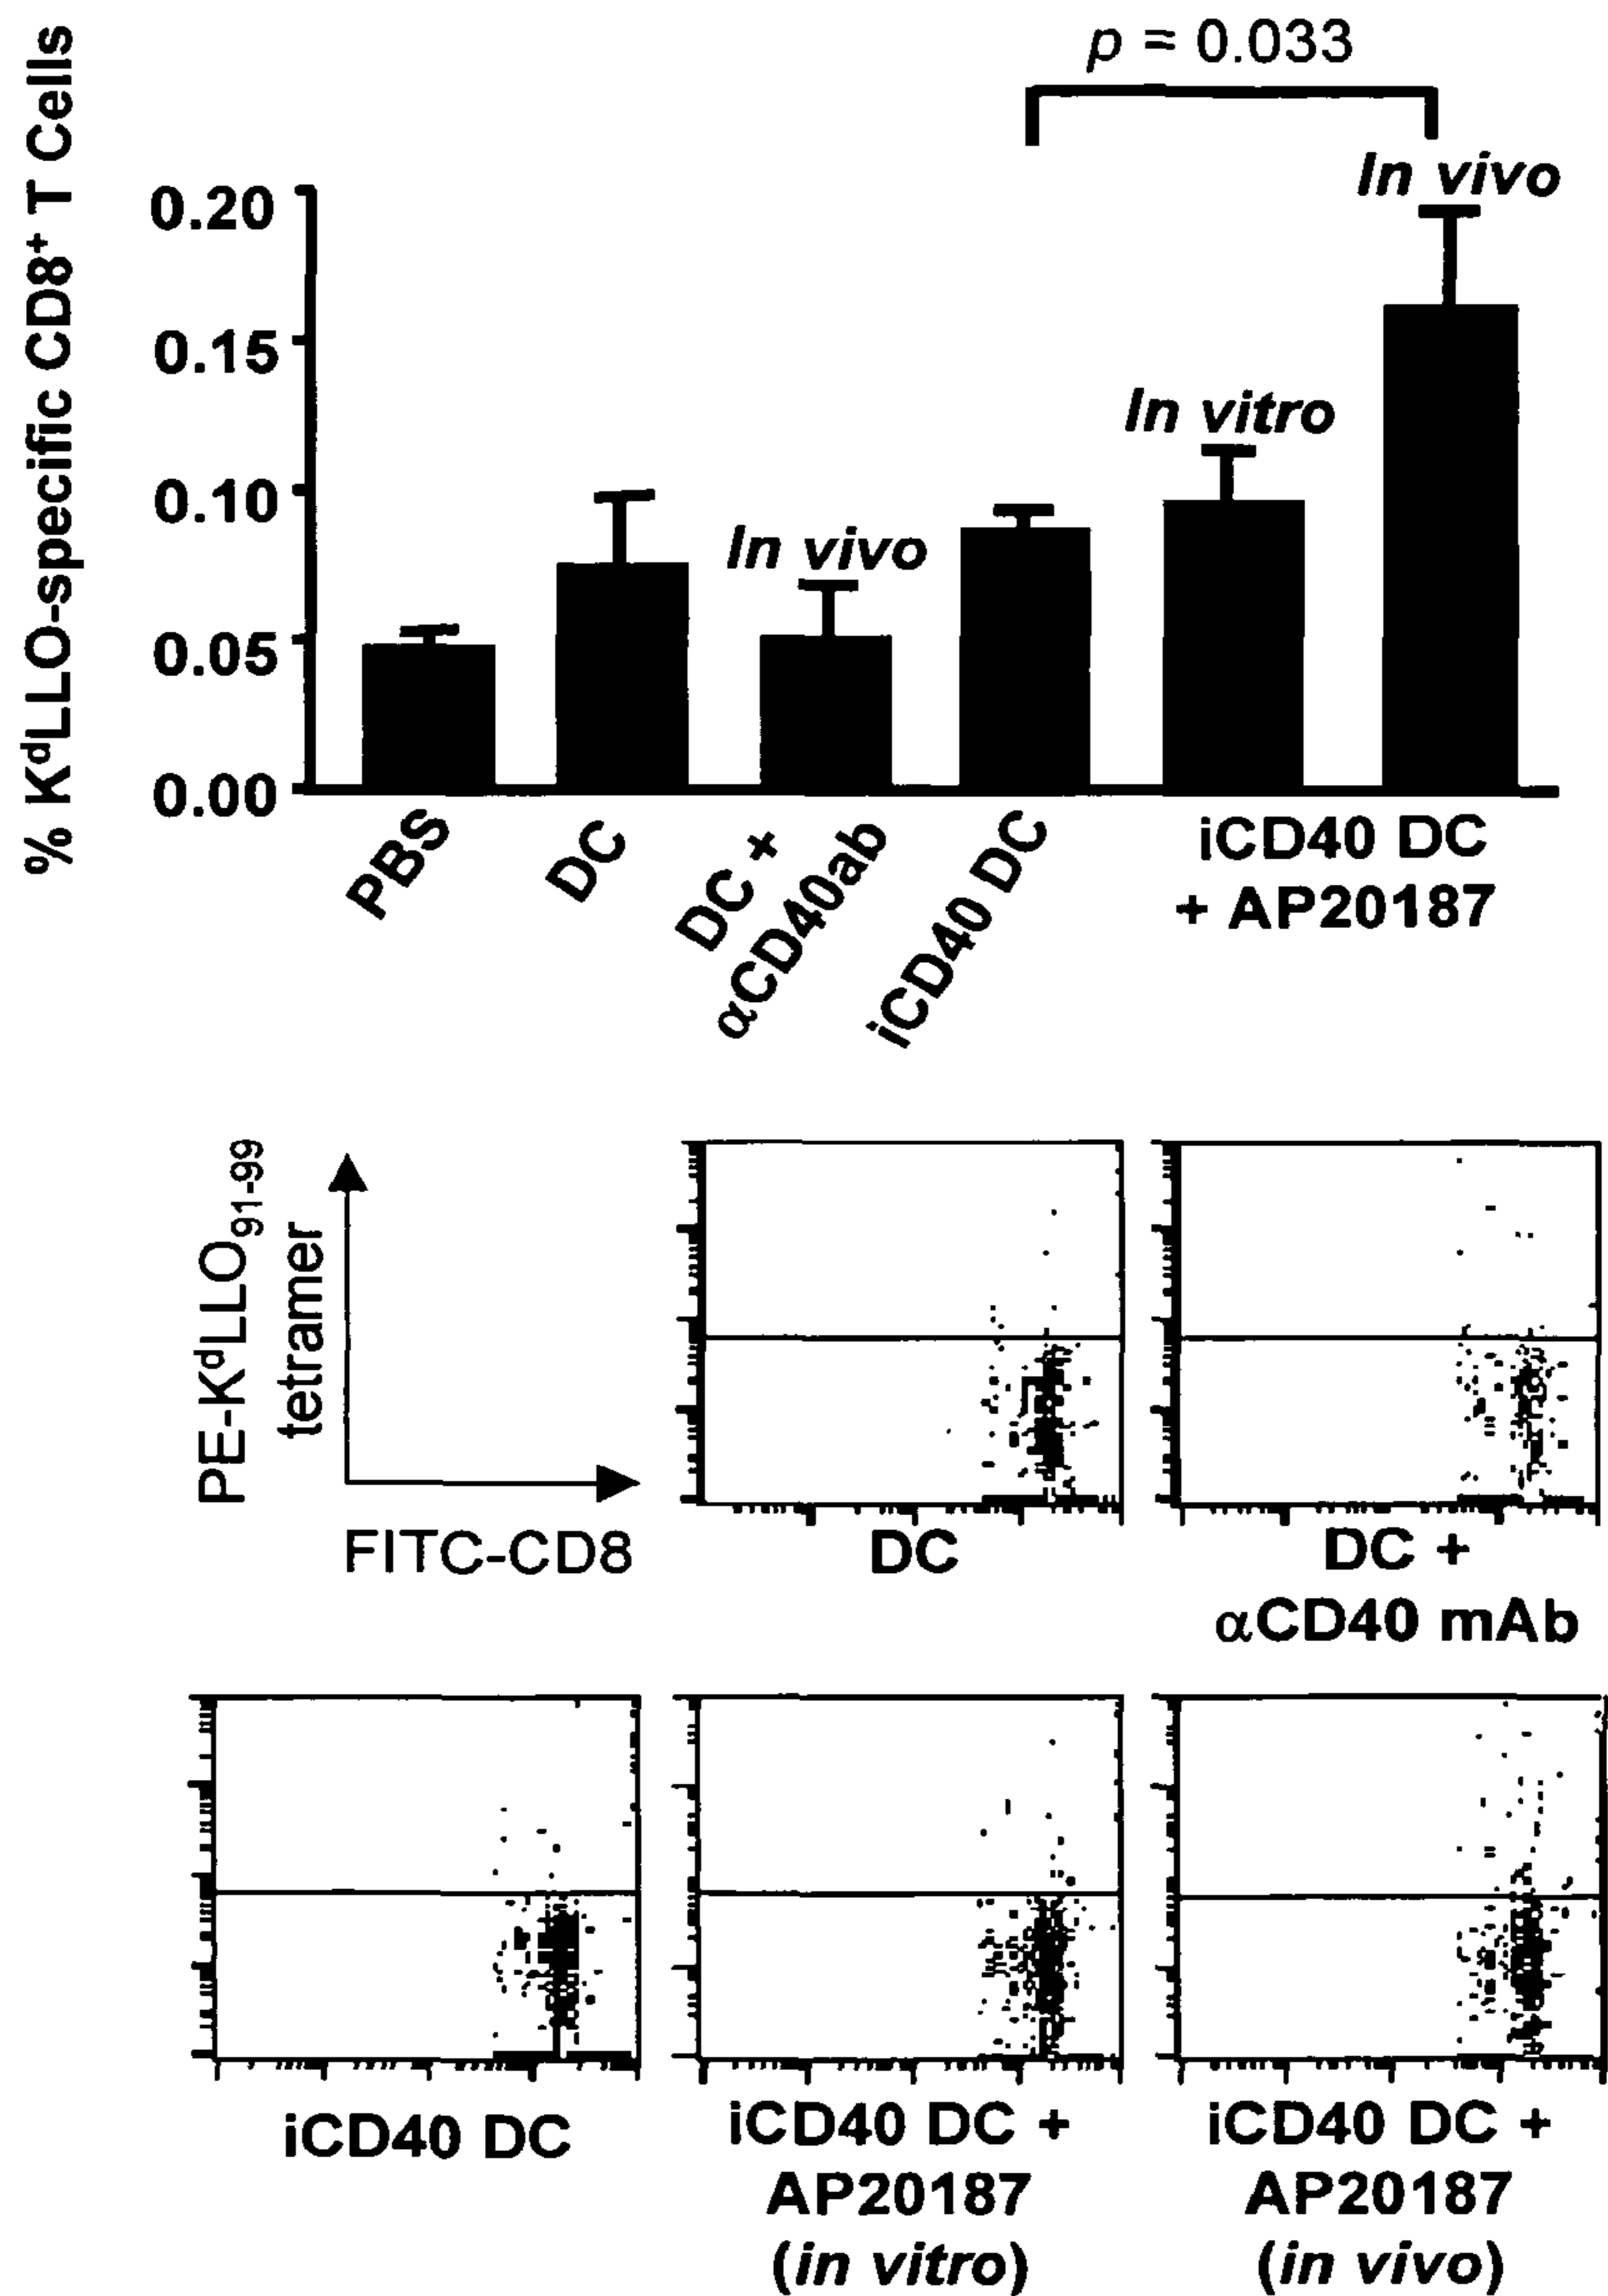 % KᵈLLO-specific CD8⁺ T Cells
p = 0.033
In vivo
0.20
0.15
In vitro
0.10
In vivo
0.05
0.00
PBS
DC
DC +
αCD40ab
iCD40 DC
iCD40 DC
+ AP20187
PE-KᵈLLO₉₁₋₉₉
tetramer
FITC-CD8
DC
DC +
αCD40 mAb
iCD40 DC
iCD40 DC +
AP20187
(in vitro)
iCD40 DC +
AP20187
(in vivo)